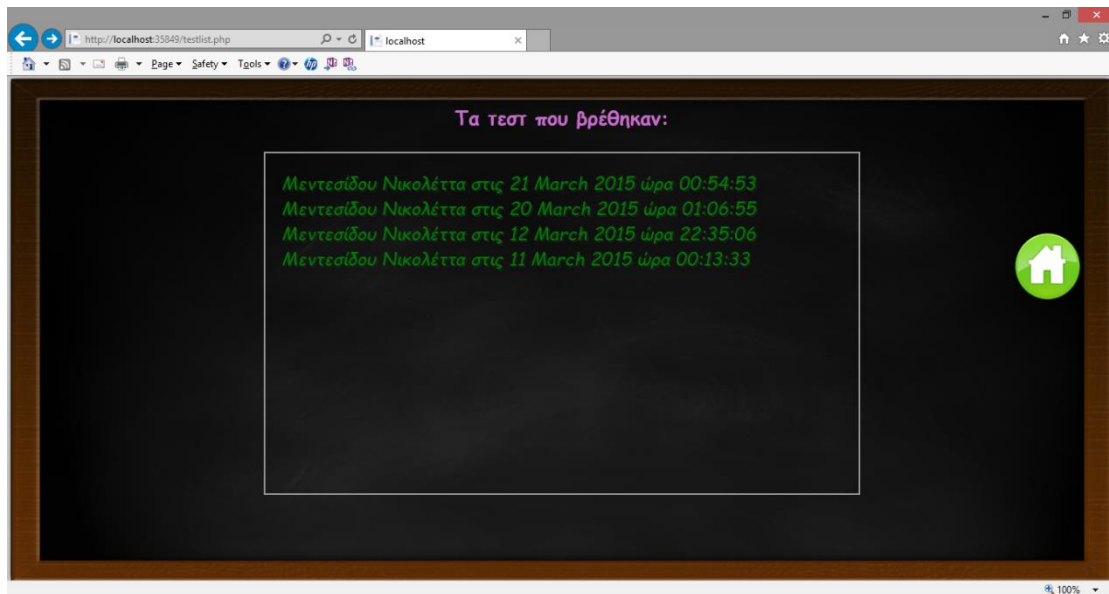 http://localhost:35849/testlist.php
localhost
Page Safety Tools
Τα τεστ που βρέθηκαν:
Μεντεσίδου Νικολέττα στις 21 March 2015 ώρα 00:54:53
Μεντεσίδου Νικολέττα στις 20 March 2015 ώρα 01:06:55
Μεντεσίδου Νικολέττα στις 12 March 2015 ώρα 22:35:06
Μεντεσίδου Νικολέττα στις 11 March 2015 ώρα 00:13:33
100%